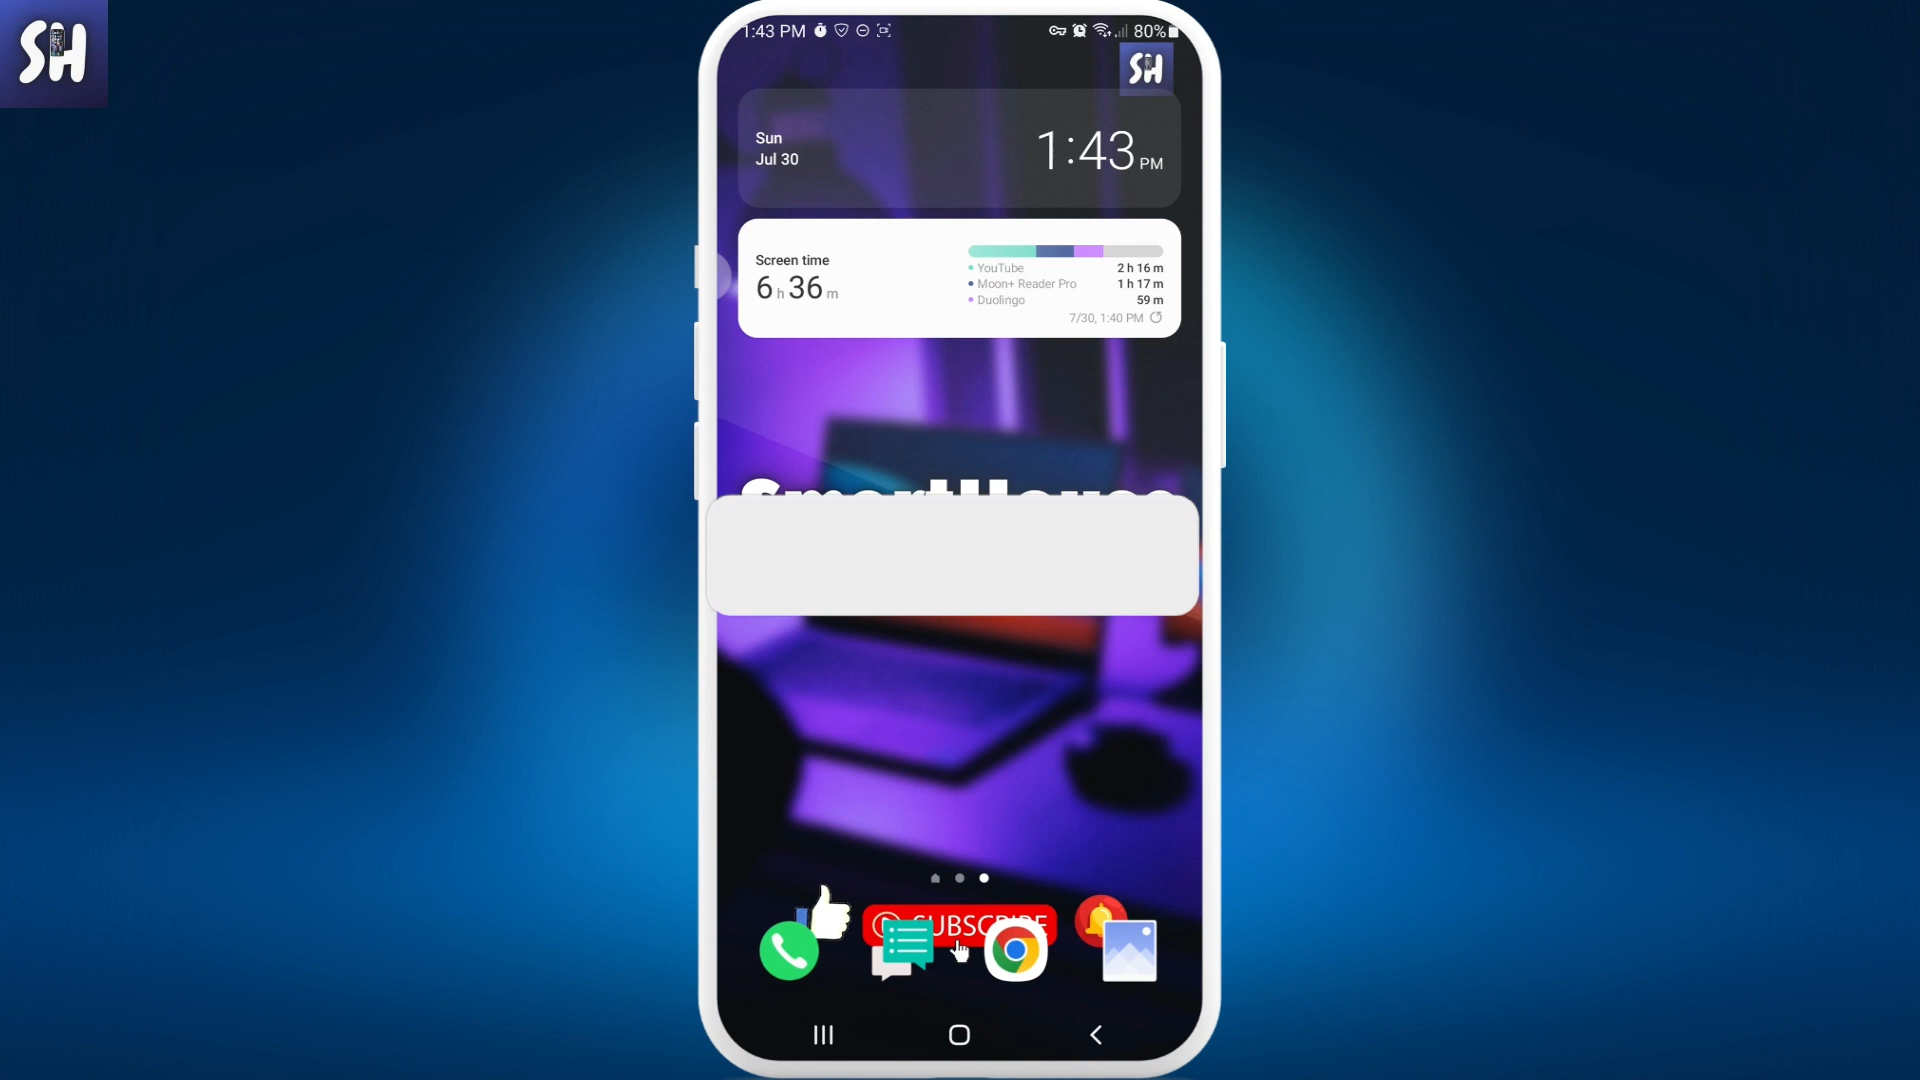 SH
1:43 PM
80%
SH
Sun
Jul 30
1:43 PM
Screen time
6 h 36 m
YouTube 2 h 16 m
Moon+ Reader Pro 1 h 17 m
Duolingo 59 m
7/30, 1:40 PM
SUBSCRIBE